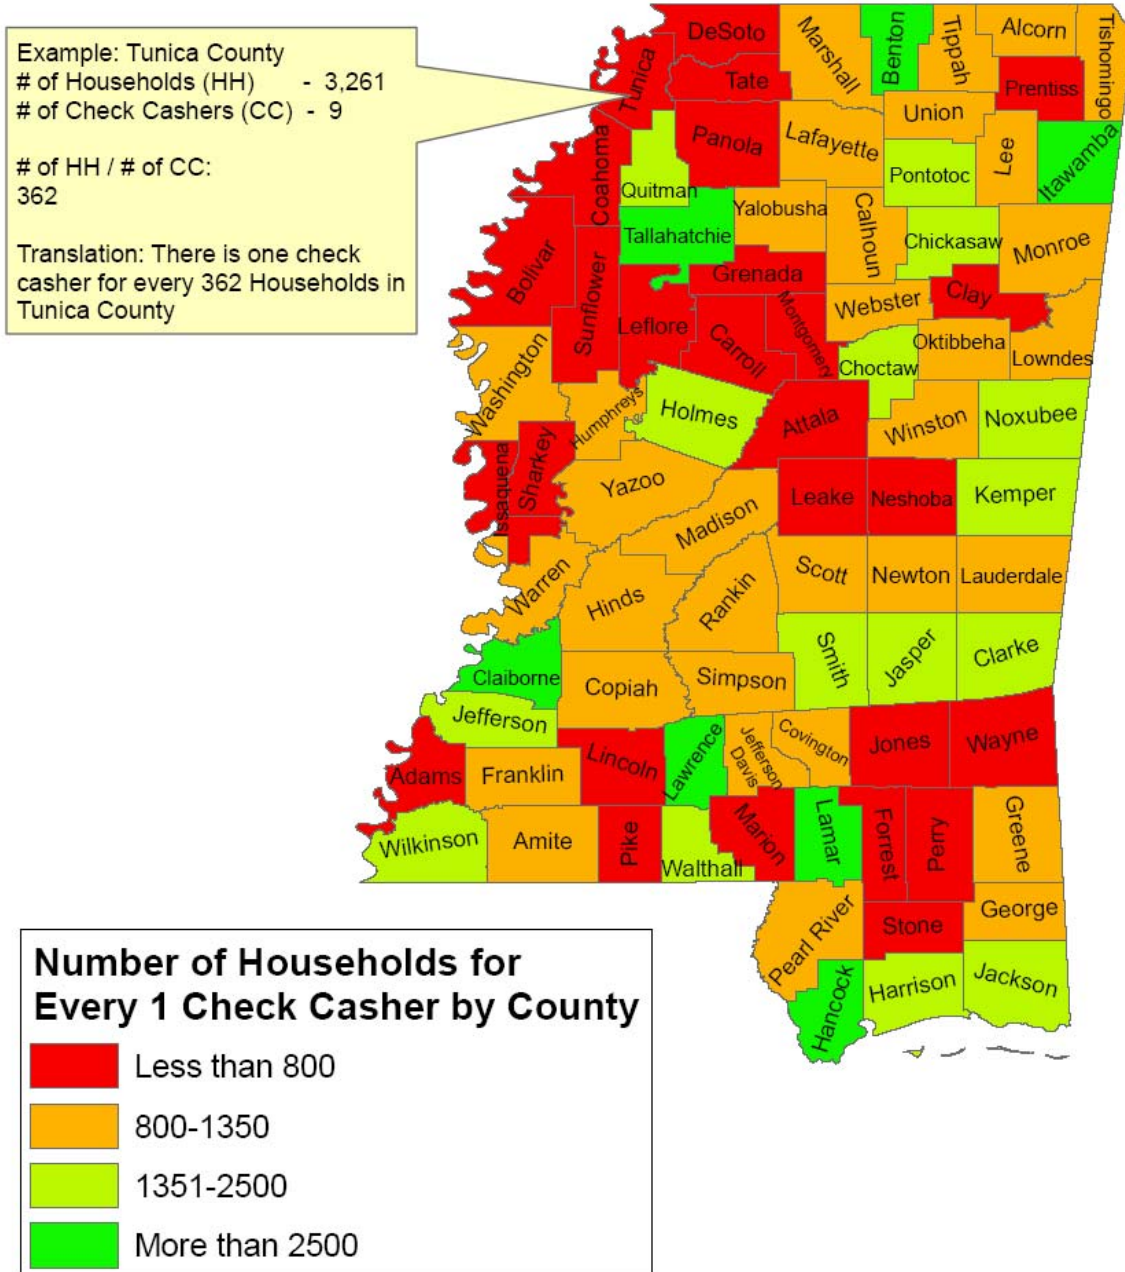 Example: Tunica County
# of Households (HH) - 3,261
# of Check Cashers (CC) - 9
# of HH / # of CC:
362
Translation: There is one check
casher for every 362 Households in
Tunica County
DeSoto
Marshall
Benton
Tippah
Alcorn
Tishomingo
Tunica
Tate
Prentiss
Union
Panola
Lafayette
Lee
Itawamba
Coahoma
Quitman
Pontotoc
Yalobusha
Calhoun
Tallahatchie
Chickasaw
Monroe
Bolivar
Sunflower
Grenada
Clay
Webster
Leflore
Carroll
Montgomery
Oktibbeha
Lowndes
Choctaw
Washington
Humphreys
Holmes
Attala
Winston
Noxubee
Issaquena
Sharkey
Yazoo
Leake
Neshoba
Kemper
Madison
Warren
Hinds
Rankin
Scott
Newton
Lauderdale
Claiborne
Copiah
Simpson
Smith
Jasper
Clarke
Jefferson
Adams
Franklin
Lincoln
Lawrence
Jefferson
Davis
Covington
Jones
Wayne
Wilkinson
Amite
Pike
Walthall
Marion
Lamar
Forrest
Perry
Greene
Pearl River
Stone
George
Hancock
Harrison
Jackson
Number of Households for
Every 1 Check Casher by County
Less than 800
800-1350
1351-2500
More than 2500